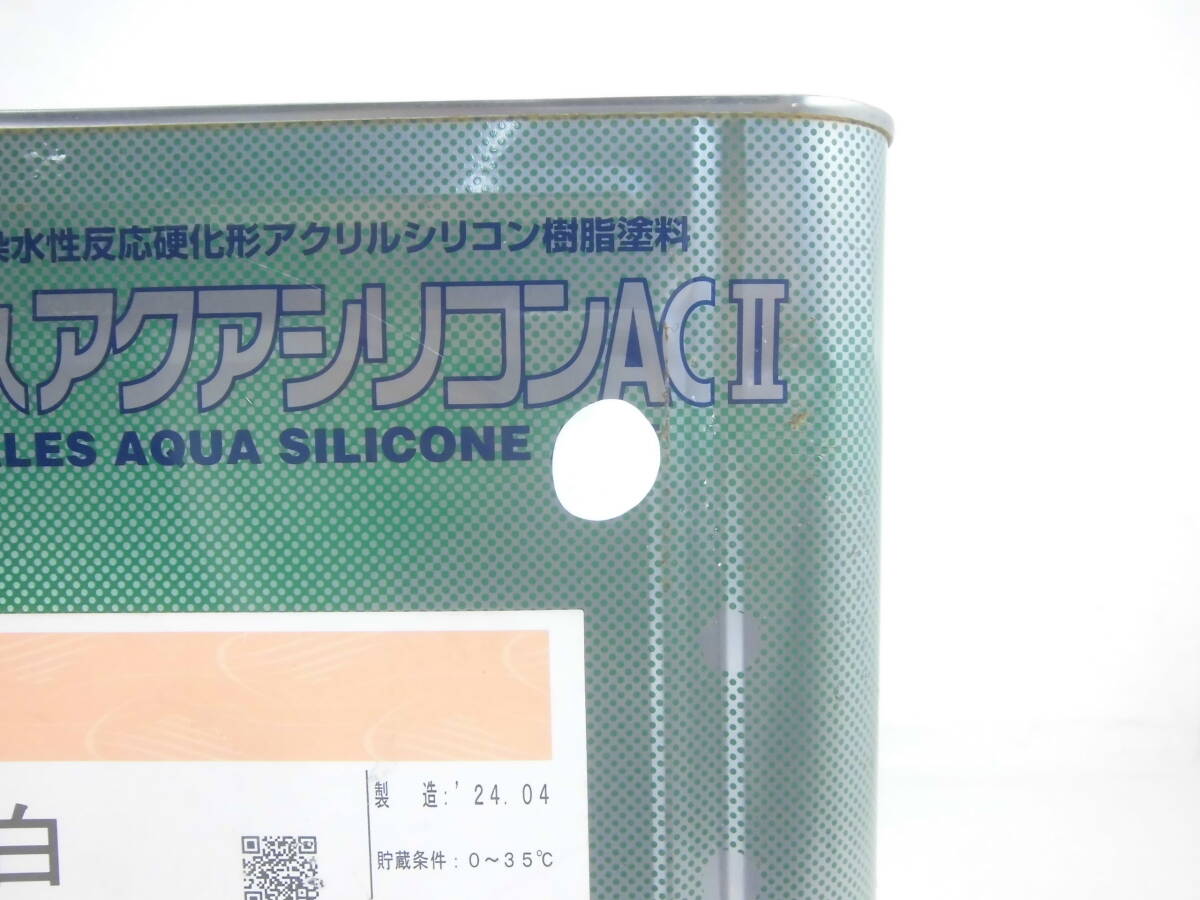 水性反応硬化形アクリルシリコン樹脂塗料
アクアシリコンACⅡ
LES AQUA SILICONE
製 造:'24.04
白
貯蔵条件:0~35℃